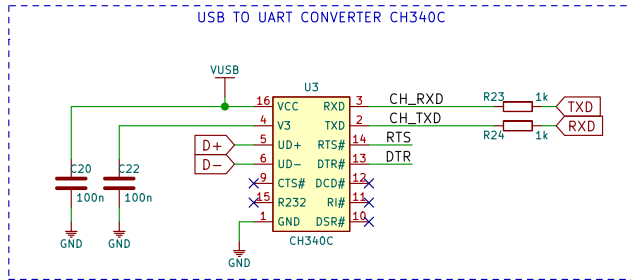 USB TO UART CONVERTER CH340C
VUSB
U3
16 VCC RXD 3 CH_RXD R23 1k TXD
4 V3 TXD 2 CH_TXD R24 1k RXD
D+ 5 UD+ RTS# 14 RTS
D- 6 UD- DTR# 13 DTR
C20 100n
C22 100n
9 CTS# DCD# 12
15 R232 RI# 11
1 GND DSR# 10
CH340C
GND
GND
GND